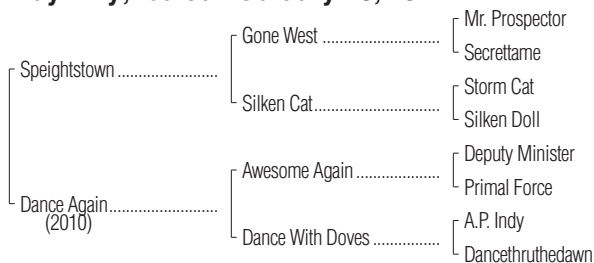 Mr. Prospector
Gone West ............................
Secrettame
Speightstown ........................
Storm Cat
Silken Cat..............................
Silken Doll
Deputy Minister
Awesome Again ....................
Primal Force
Dance Again..........................
(2010)
A.P. Indy
Dance With Doves ................
Dancethruthedawn